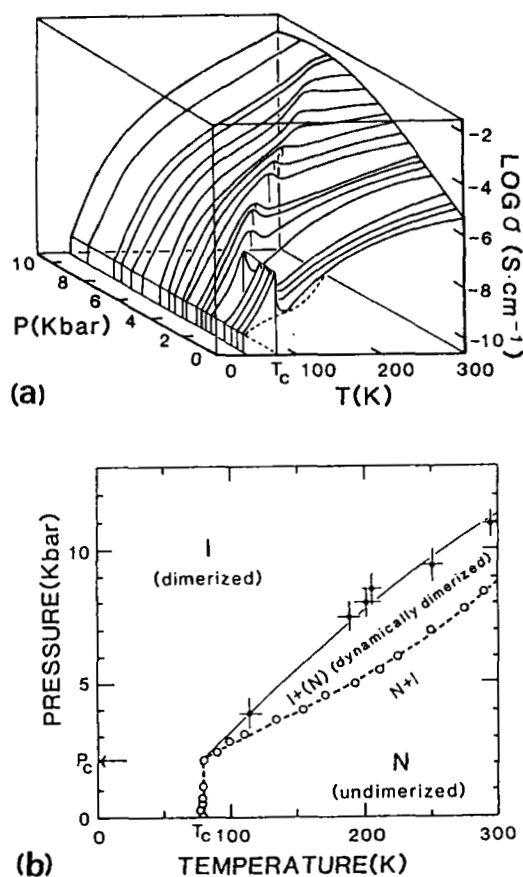 -2
-4
-6
-8
-10
LOG σ (S·cm⁻¹)
10
8
6
4
2
0
P(Kbar)
0
Tc
100
200
300
T(K)
(a)
PRESSURE(Kbar)
10
5
Pc
0
I
(dimerized)
I+(N) (dynamically dimerized)
N+I
N
(undimerized)
0
Tc
100
200
300
TEMPERATURE(K)
(b)